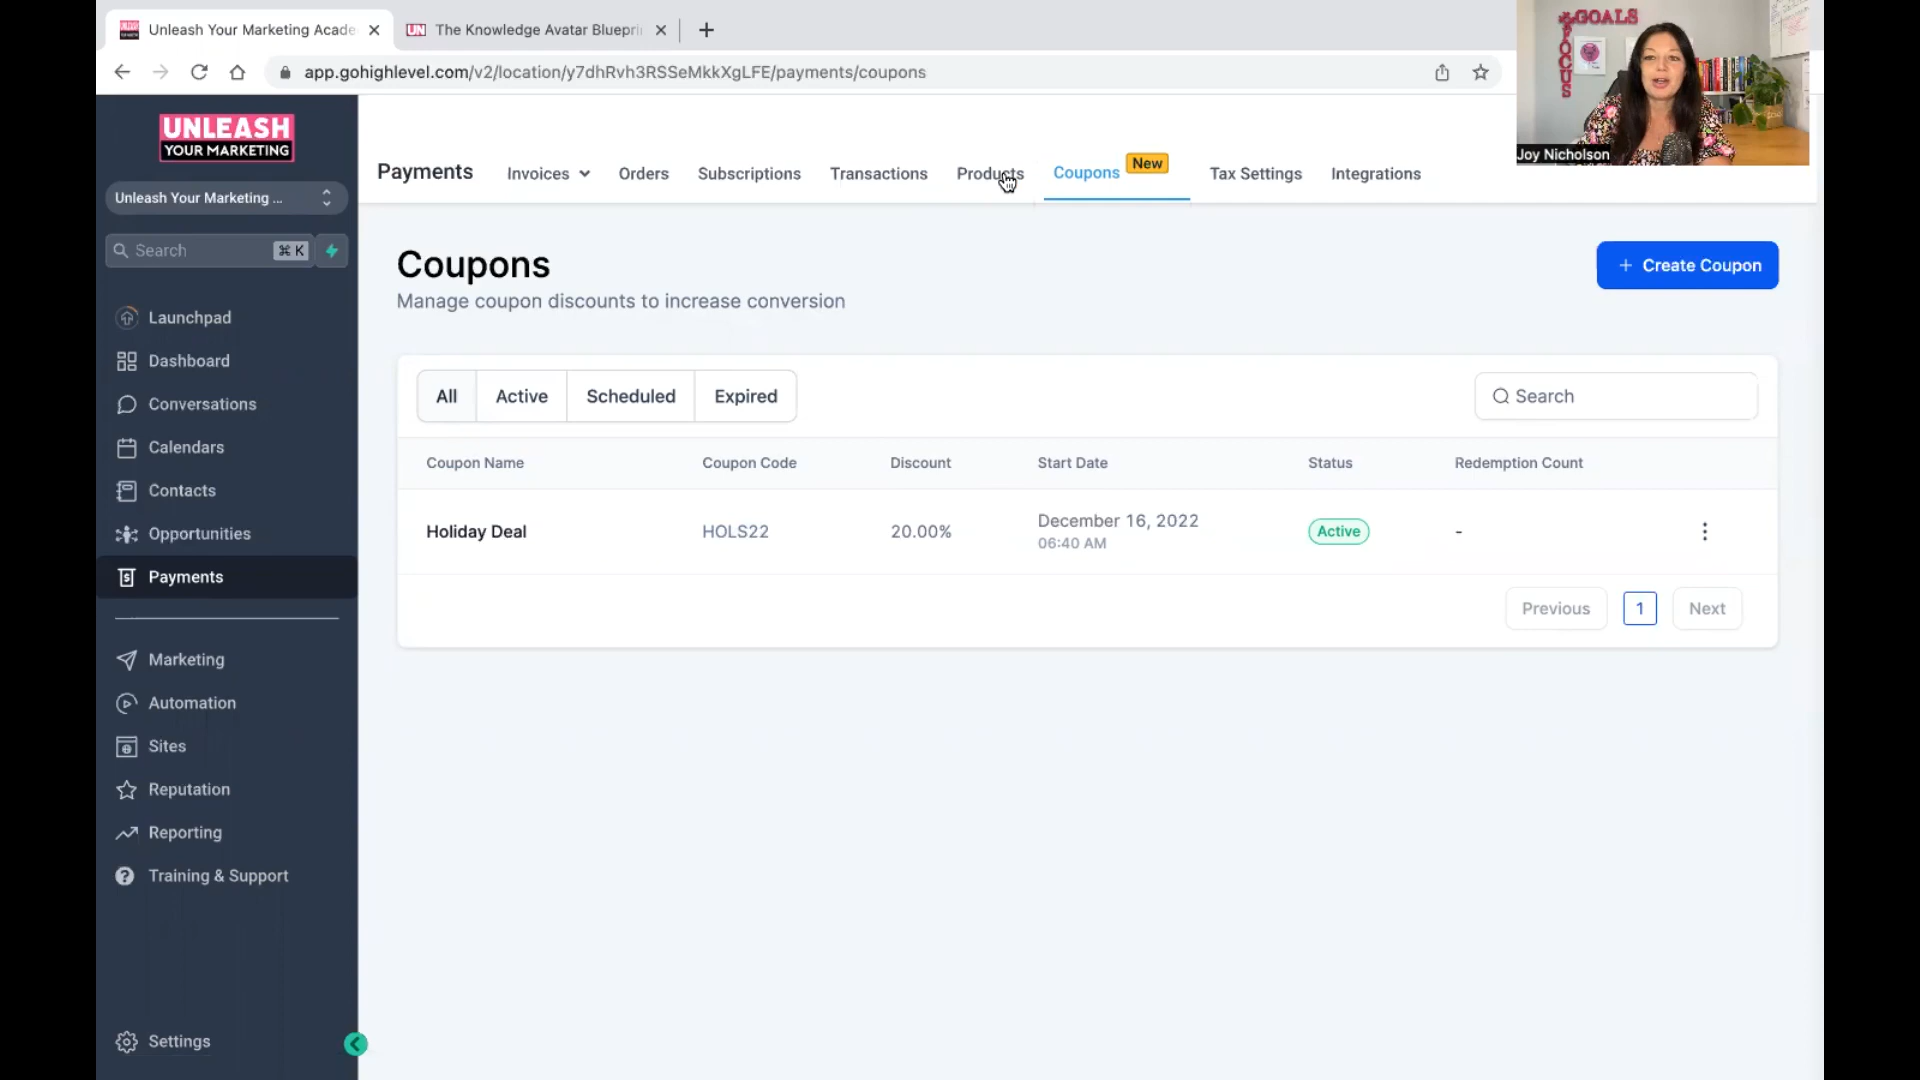 Unleash Your Marketing Acade
The Knowledge Avatar Bluepri
app.gohighlevel.com/v2/location/y7dhRvh3RSSeMkkXgLFE/payments/coupons
GOALS
FOCUS
Joy Nicholson
UNLEASH
YOUR MARKETING
Unleash Your Marketing ...
Search
⌘ K
Launchpad
Dashboard
Conversations
Calendars
Contacts
Opportunities
Payments
Marketing
Automation
Sites
Reputation
Reporting
Training & Support
Settings
Payments
Invoices
Orders
Subscriptions
Transactions
Products
Coupons
New
Tax Settings
Integrations
Coupons
Manage coupon discounts to increase conversion
+ Create Coupon
All
Active
Scheduled
Expired
Search
Coupon Name
Coupon Code
Discount
Start Date
Status
Redemption Count
Holiday Deal
HOLS22
20.00%
December 16, 2022
06:40 AM
Active
-
Previous
1
Next